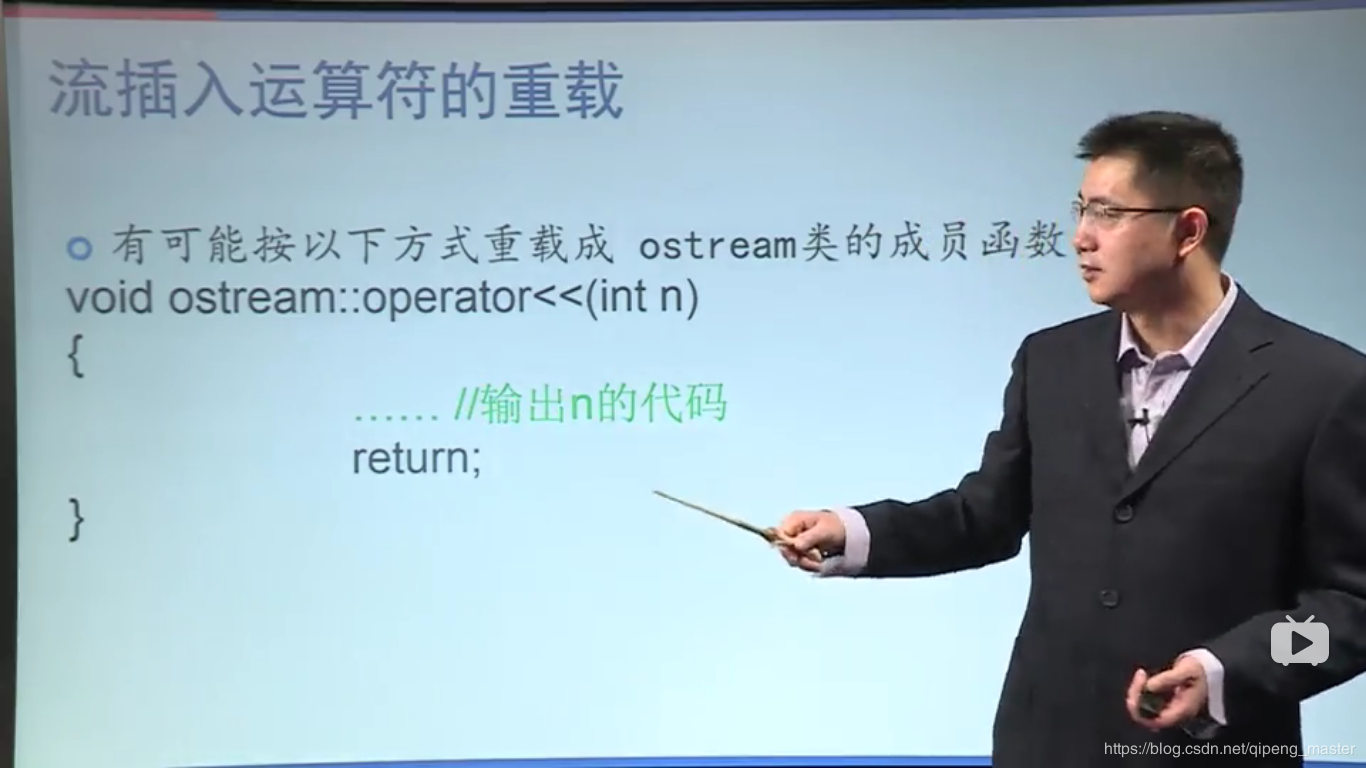 流插入运算符的重载
有可能按以下方式重载成 ostream类的成员函数
void ostream::operator<<(int n)
{
…… //输出n的代码
return;
}
https://blog.csdn.net/qipeng_master